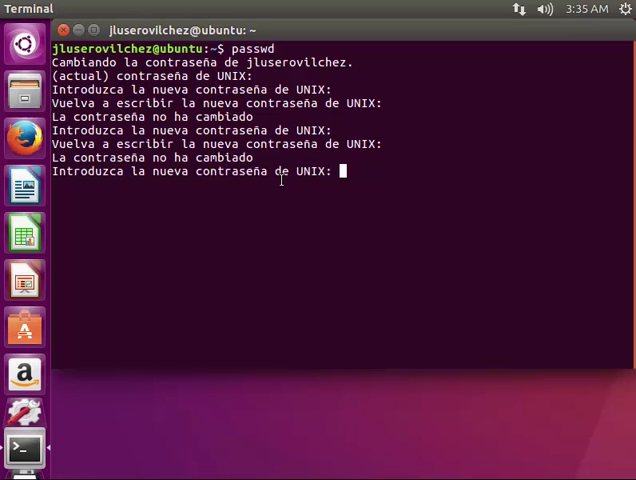 Terminal
3:35 AM
jluserovilchez@ubuntu: ~
jluserovilchez@ubuntu:~$ passwd
Cambiando la contraseña de jluserovilchez.
(actual) contraseña de UNIX:
Introduzca la nueva contraseña de UNIX:
Vuelva a escribir la nueva contraseña de UNIX:
La contraseña no ha cambiado
Introduzca la nueva contraseña de UNIX:
Vuelva a escribir la nueva contraseña de UNIX:
La contraseña no ha cambiado
Introduzca la nueva contraseña de UNIX: